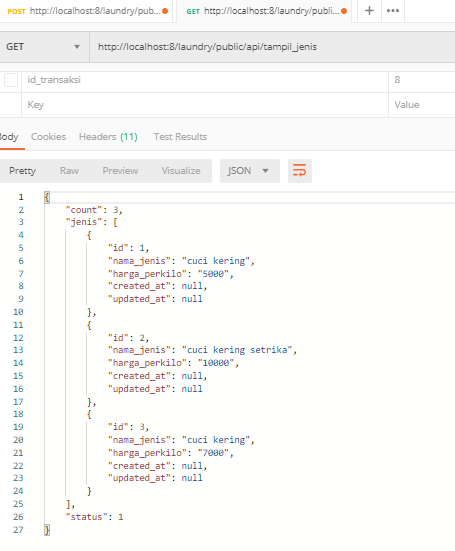 POST http://localhost:8/laundry/pub... GET http://localhost:8/laundry/publi... + •••
GET http://localhost:8/laundry/public/api/tampil_jenis
id_transaksi 8
Key Value
Body Cookies Headers (11) Test Results
Pretty Raw Preview Visualize JSON
1 {
2 "count": 3,
3 "jenis": [
4 {
5 "id": 1,
6 "nama_jenis": "cuci kering",
7 "harga_perkilo": "5000",
8 "created_at": null,
9 "updated_at": null
10 },
11 {
12 "id": 2,
13 "nama_jenis": "cuci kering setrika",
14 "harga_perkilo": "10000",
15 "created_at": null,
16 "updated_at": null
17 },
18 {
19 "id": 3,
20 "nama_jenis": "cuci kering",
21 "harga_perkilo": "7000",
22 "created_at": null,
23 "updated_at": null
24 }
25 ],
26 "status": 1
27 }